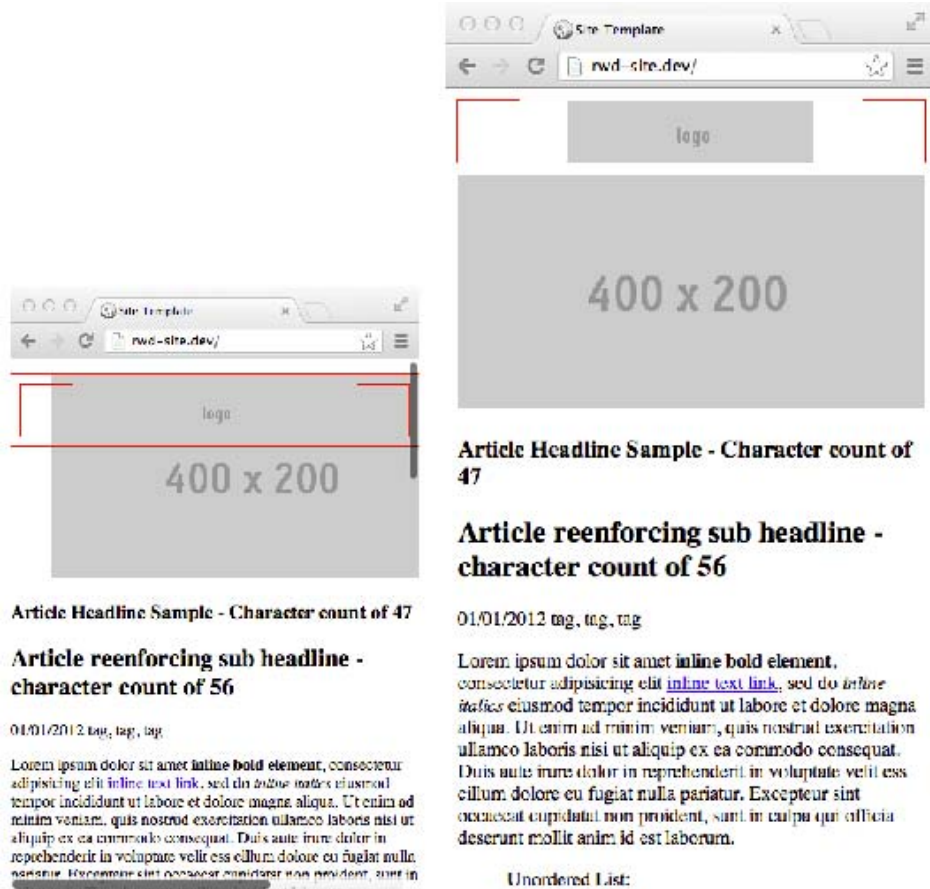 Site Template
rwd-site.dev/
logo
400 x 200
Article Headline Sample - Character count of 47
Article reenforcing sub headline -
character count of 56
01/01/2012 tag, tag, tag
Lorem ipsum dolor sit amet inline bold element, consectetur
adipisicing elit inline text link, sed do inline italics eiusmod
tempor incididunt ut labore et dolore magna aliqua. Ut enim ad
minim veniam, quis nostrud exercitation ullamco laboris nisi ut
aliquip ex ea commodo consequat. Duis aute irure dolor in
reprehenderit in voluptate velit ess cillum dolore eu fugiat nulla
pariatur. Excepteur sint occaecat cupidatat non proident, sunt in
Site Template
rwd-site.dev/
logo
400 x 200
Article Headline Sample - Character count of
47
Article reenforcing sub headline -
character count of 56
01/01/2012 tag, tag, tag
Lorem ipsum dolor sit amet inline bold element,
consectetur adipisicing elit inline text link, sed do inline
italics eiusmod tempor incididunt ut labore et dolore magna
aliqua. Ut enim ad minim veniam, quis nostrud exercitation
ullamco laboris nisi ut aliquip ex ea commodo consequat.
Duis aute irure dolor in reprehenderit in voluptate velit ess
cillum dolore eu fugiat nulla pariatur. Excepteur sint
occaecat cupidatat non proident, sunt in culpa qui officia
deserunt mollit anim id est laborum.
Unordered List: